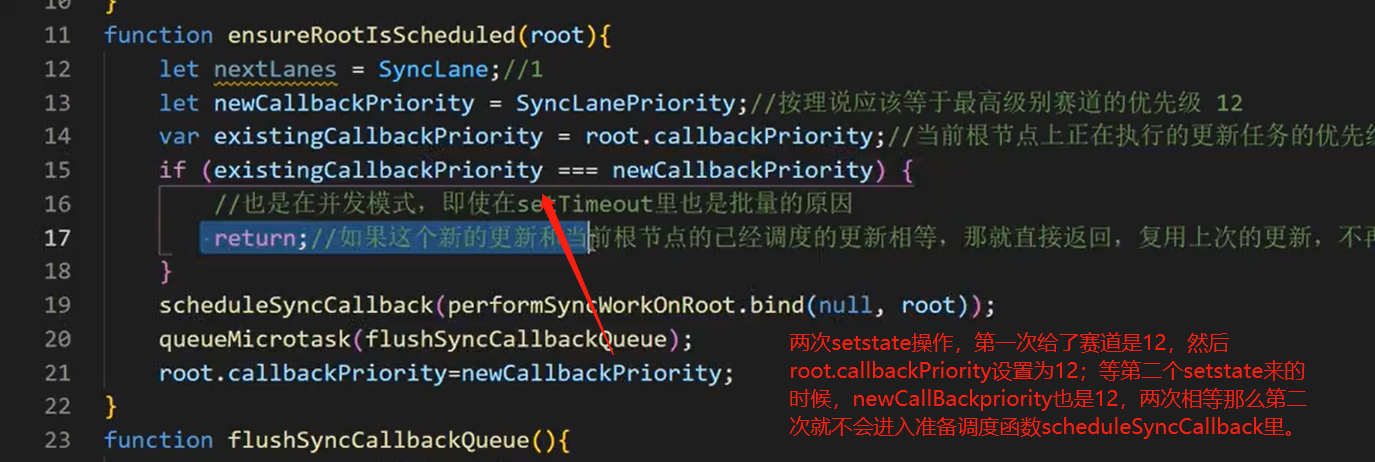 10 }
11 function ensureRootIsScheduled(root){
12 let nextLanes = SyncLane;//1
13 let newCallbackPriority = SyncLanePriority;//按理说应该等于最高级别赛道的优先级 12
14 var existingCallbackPriority = root.callbackPriority;//当前根节点上正在执行的更新任务的优先
15 if (existingCallbackPriority === newCallbackPriority) {
16 //也是在并发模式，即使在setTimeout里也是批量的原因
17 return;//如果这个新的更新和当前根节点的已经调度的更新相等，那就直接返回，复用上次的更新，不再
18 }
19 scheduleSyncCallback(performSyncWorkOnRoot.bind(null, root));
20 queueMicrotask(flushSyncCallbackQueue);
21 root.callbackPriority=newCallbackPriority;
22 }
23 function flushSyncCallbackQueue(){
两次setstate操作，第一次给了赛道是12，然后
root.callbackPriority设置为12；等第二个setstate来的
时候，newCallBackpriority也是12，两次相等那么第二
次就不会进入准备调度函数scheduleSyncCallback里。